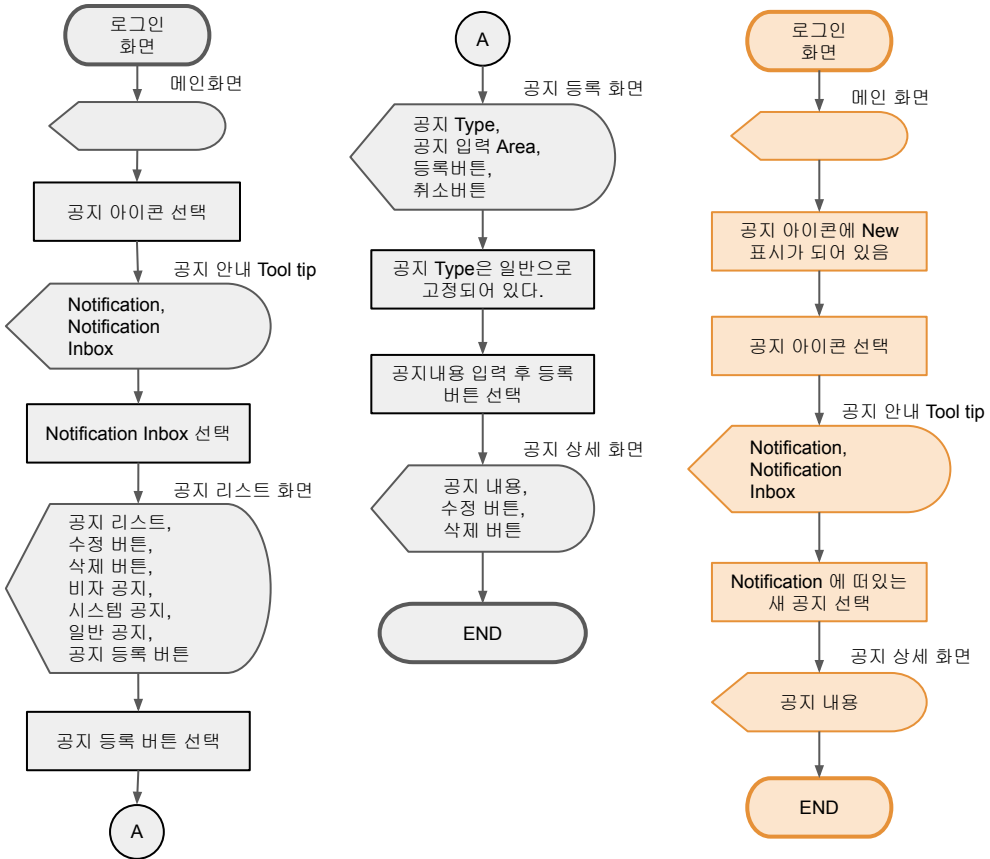 로그인
화면
메인화면
공지 아이콘 선택
공지 안내 Tool tip
Notification,
Notification
Inbox
Notification Inbox 선택
공지 리스트 화면
공지 리스트,
수정 버튼,
삭제 버튼,
비자 공지,
시스템 공지,
일반 공지,
공지 등록 버튼
공지 등록 버튼 선택
A
A
공지 등록 화면
공지 Type,
공지 입력 Area,
등록버튼,
취소버튼
공지 Type은 일반으로
고정되어 있다.
공지내용 입력 후 등록
버튼 선택
공지 상세 화면
공지 내용,
수정 버튼,
삭제 버튼
END
로그인
화면
메인 화면
공지 아이콘에 New
표시가 되어 있음
공지 아이콘 선택
공지 안내 Tool tip
Notification,
Notification
Inbox
Notification 에 떠있는
새 공지 선택
공지 상세 화면
공지 내용
END